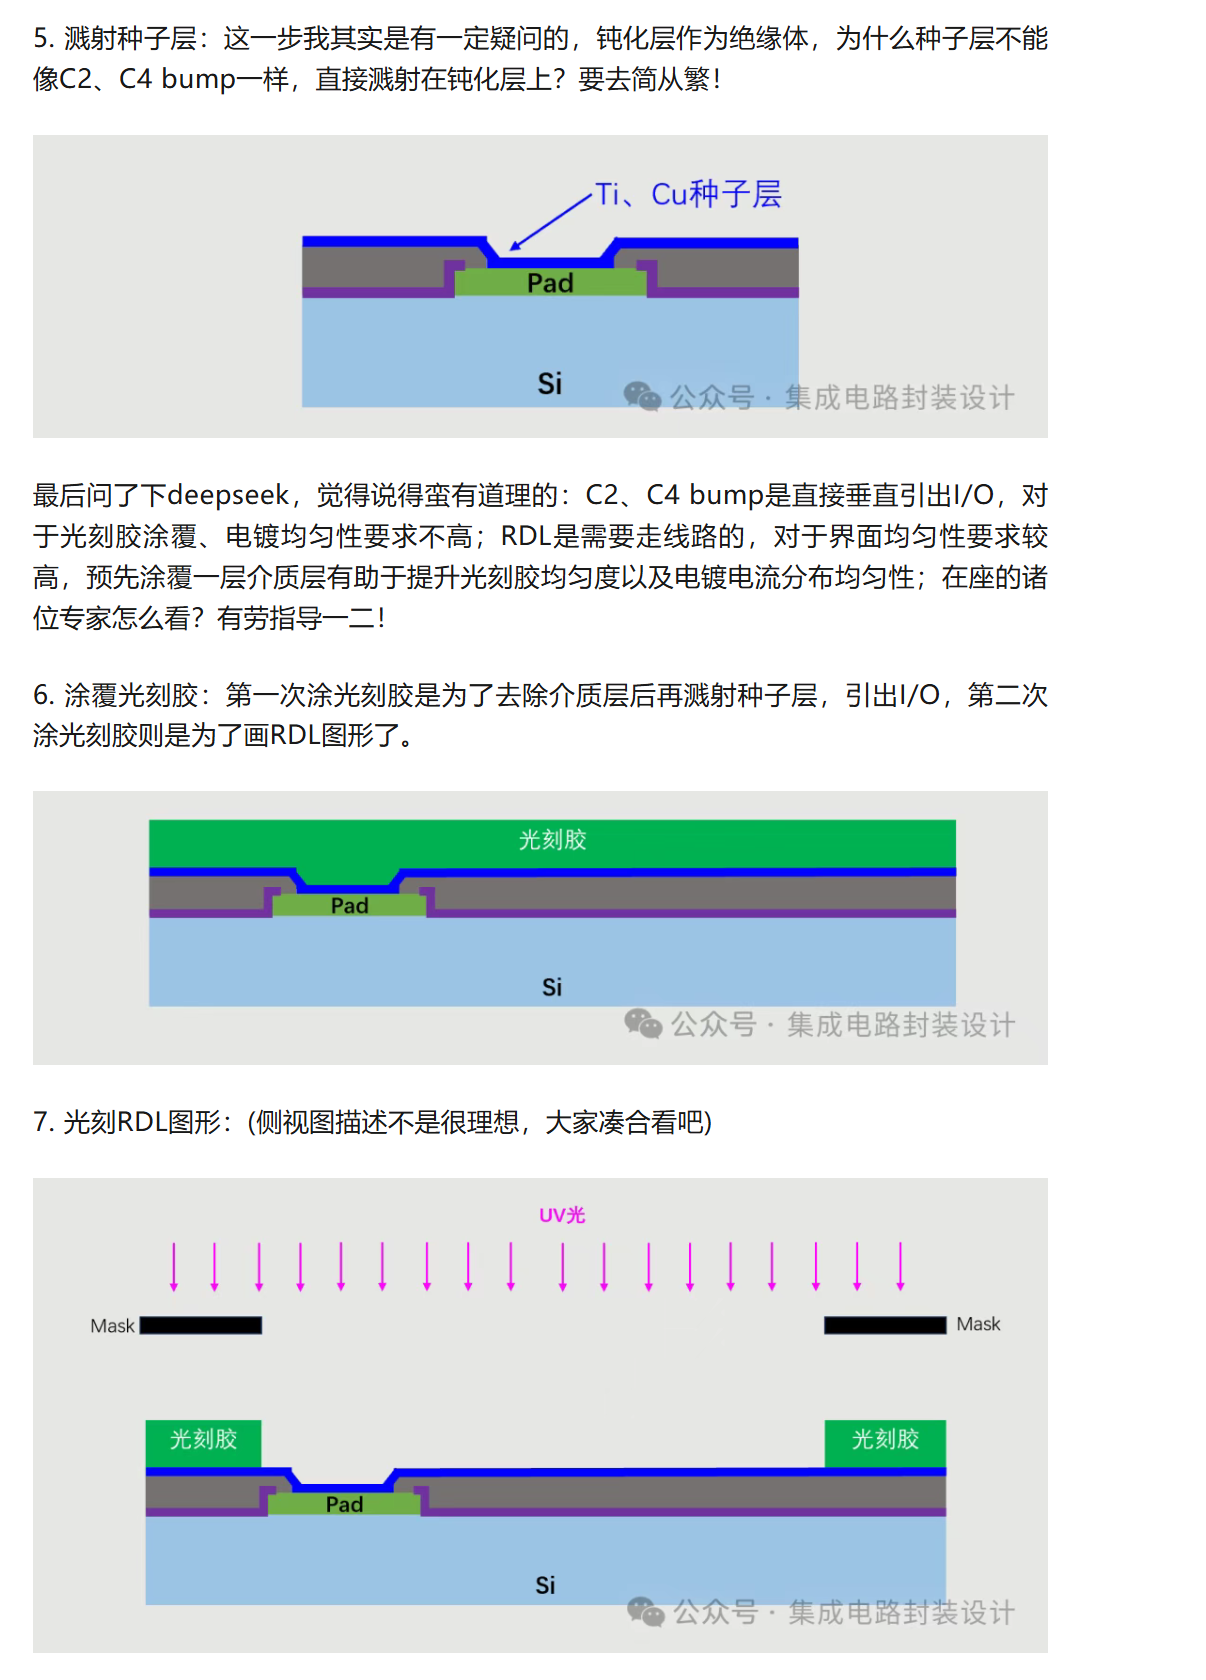 5. 溅射种子层：这一步我其实是有一定疑问的，钝化层作为绝缘体，为什么种子层不能
像C2、C4 bump一样，直接溅射在钝化层上？要去简从繁！
Ti、Cu种子层
Pad
Si
公众号 · 集成电路封装设计
最后问了下deepseek，觉得说得蛮有道理的：C2、C4 bump是直接垂直引出I/O，对
于光刻胶涂覆、电镀均匀性要求不高；RDL是需要走线路的，对于界面均匀性要求较
高，预先涂覆一层介质层有助于提升光刻胶均匀度以及电镀电流分布均匀性；在座的诸
位专家怎么看？有劳指导一二！
6. 涂覆光刻胶：第一次涂光刻胶是为了去除介质层后再溅射种子层，引出I/O，第二次
涂光刻胶则是为了画RDL图形了。
光刻胶
Pad
Si
公众号 · 集成电路封装设计
7. 光刻RDL图形：(侧视图描述不是很理想，大家凑合看吧)
UV光
Mask
Mask
光刻胶
光刻胶
Pad
Si
公众号 · 集成电路封装设计